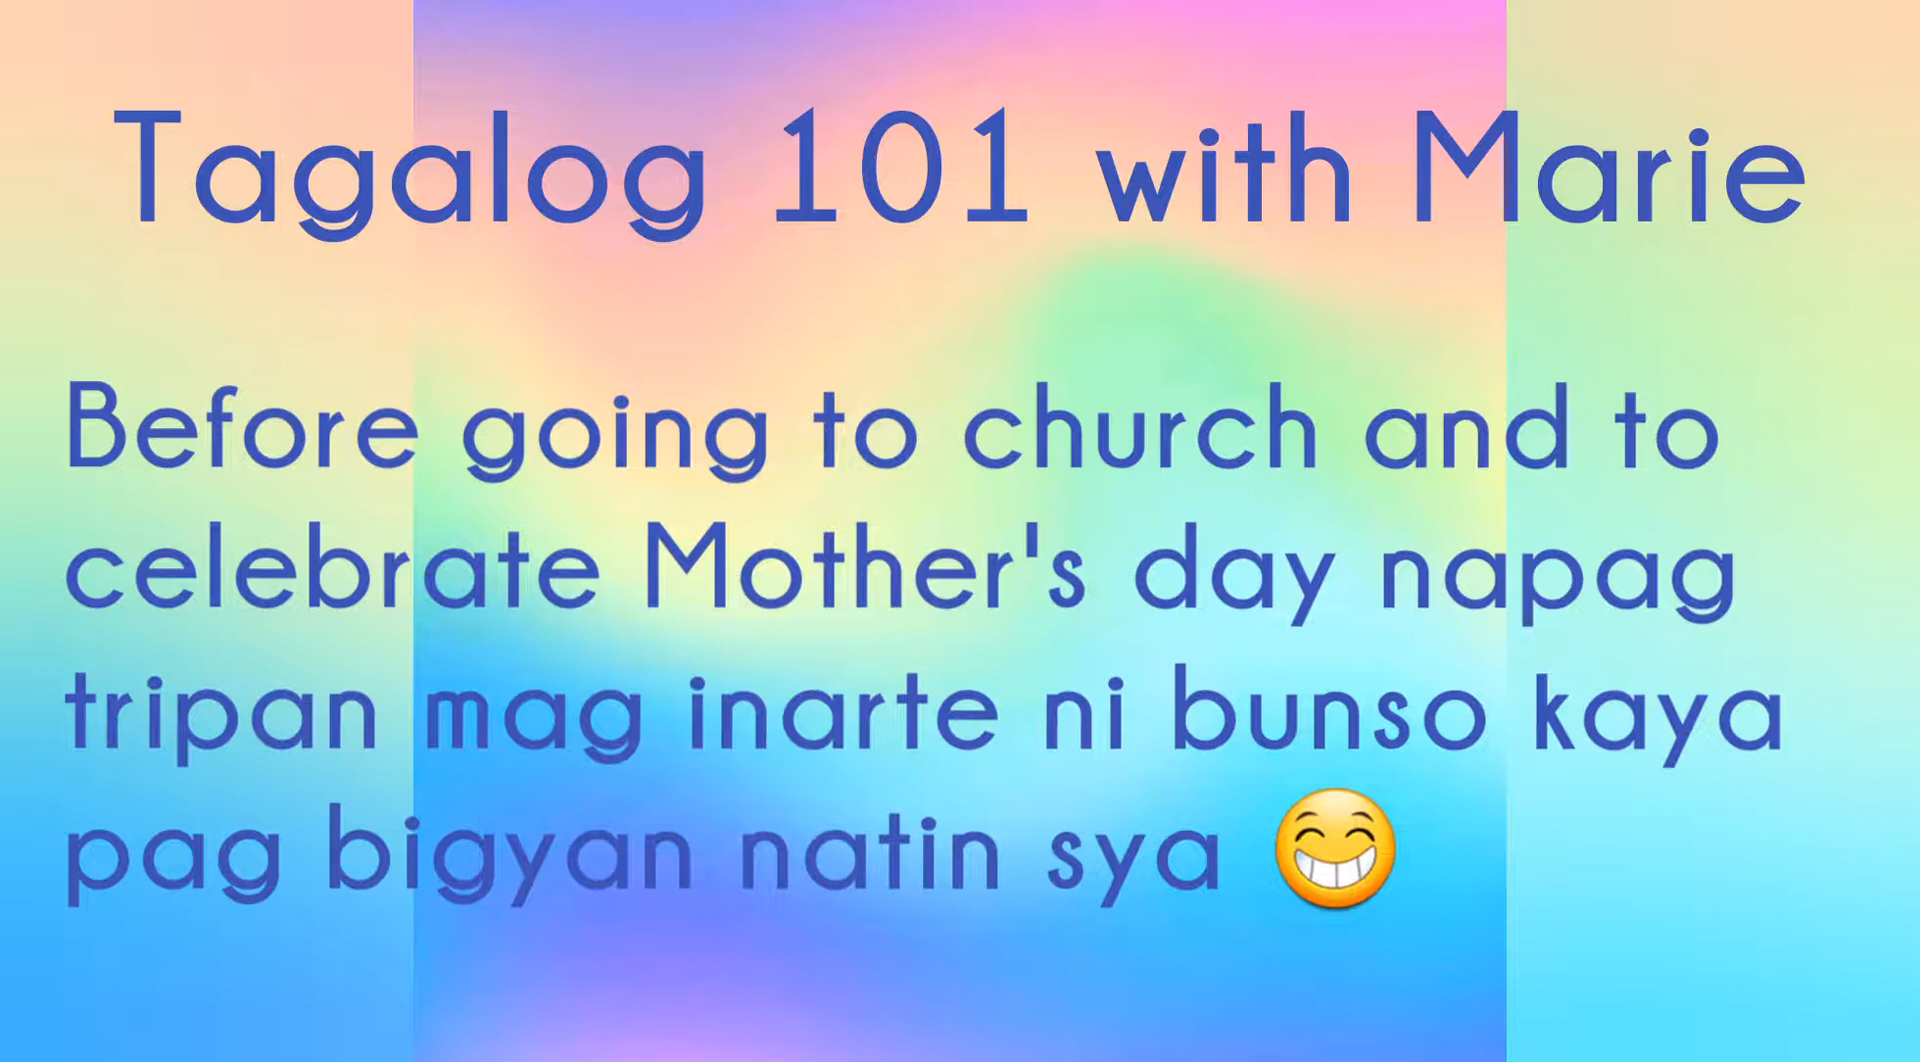 Tagalog 101 with Marie
Before going to church and to
celebrate Mother's day napag
tripan mag inarte ni bunso kaya
pag bigyan natin sya 😁